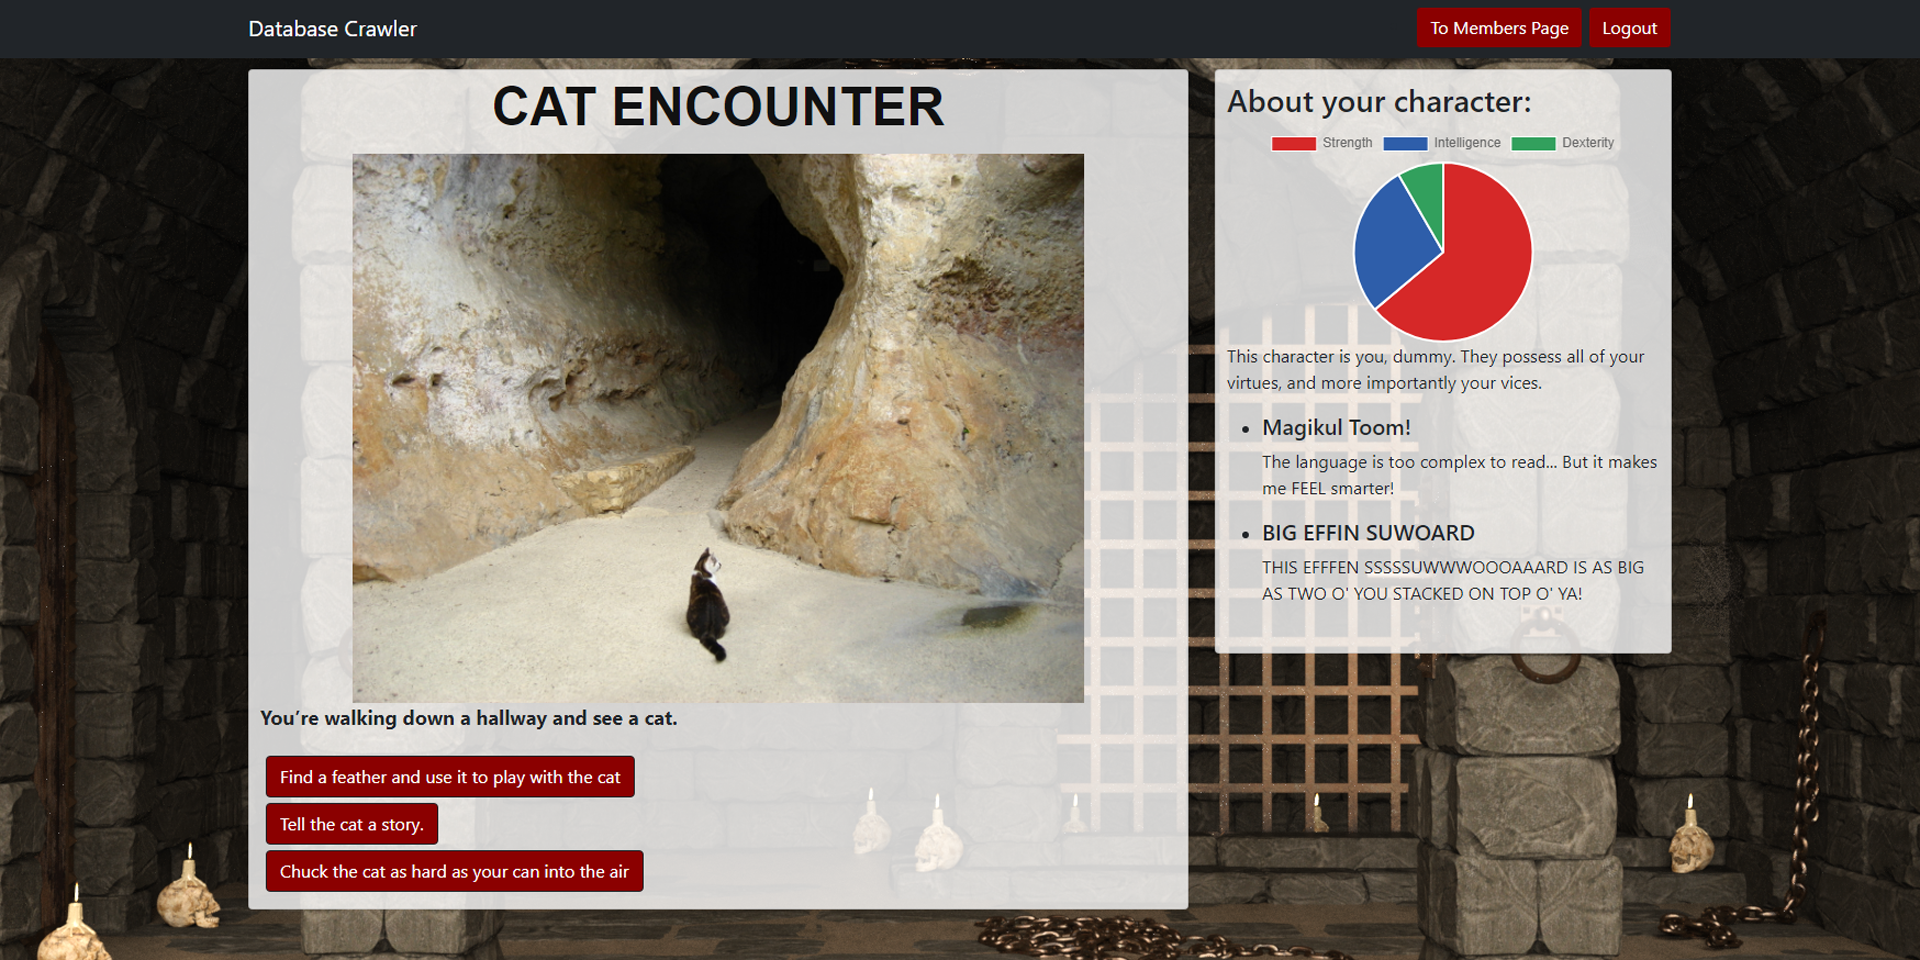 Database Crawler
To Members Page
Logout
CAT ENCOUNTER
You're walking down a hallway and see a cat.
Find a feather and use it to play with the cat
Tell the cat a story.
Chuck the cat as hard as your can into the air
About your character:
Strength Intelligence Dexterity
This character is you, dummy. They possess all of your
virtues, and more importantly your vices.
Magikul Toom!
The language is too complex to read... But it makes
me FEEL smarter!
BIG EFFIN SUWOARD
THIS EFFFEN SSSSSUWWWOOOAAARD IS AS BIG
AS TWO O' YOU STACKED ON TOP O' YA!